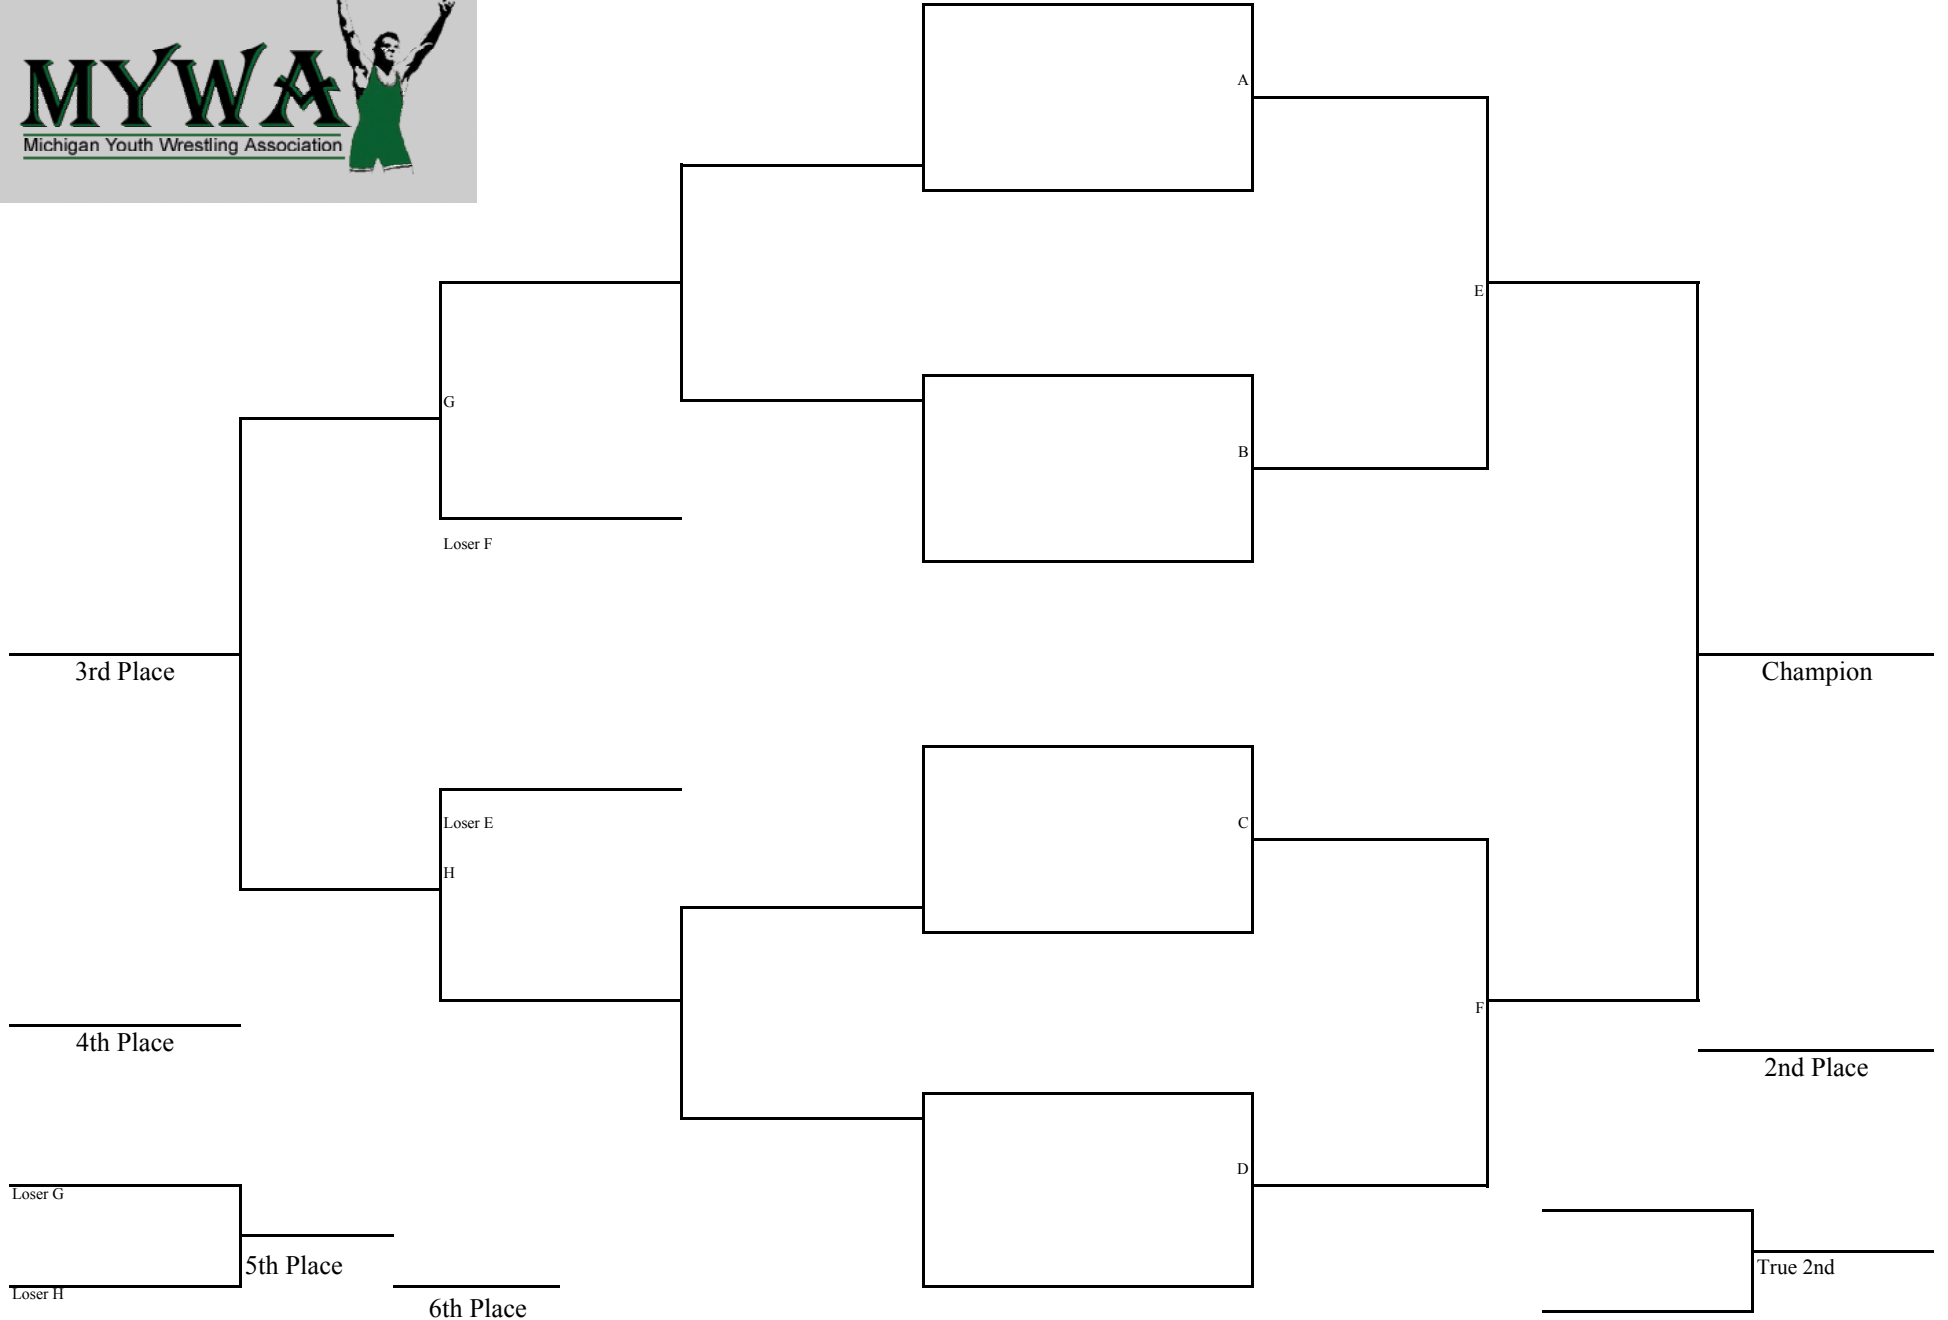 MYWA
Michigan Youth Wrestling Association
A
E
G
B
Loser F
3rd Place
Champion
Loser E
C
H
F
4th Place
2nd Place
D
Loser G
5th Place
True 2nd
Loser H
6th Place